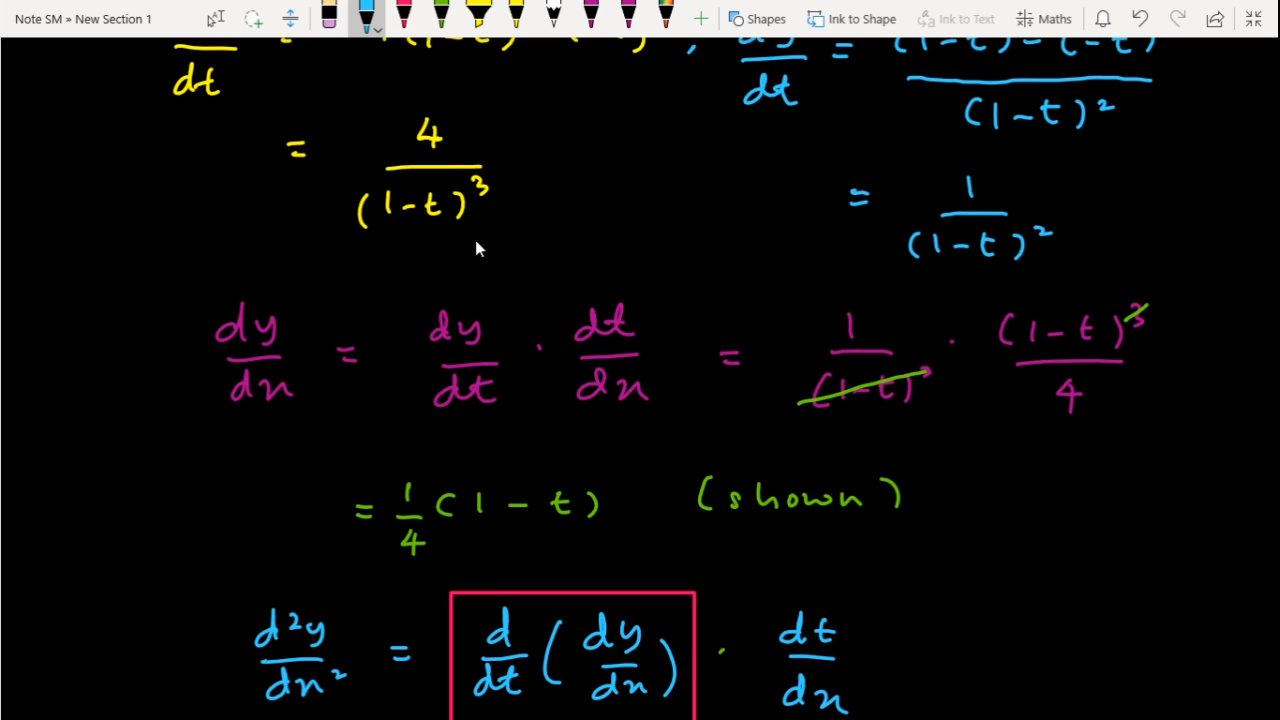 Note SM » New Section 1 Shapes Ink to Shape Ink to Text Maths
dt , dy/dt = (1-t) - (-t) / (1-t)²
= 4/(1-t)³
= 1/(1-t)²
dy/dx = dy/dt · dt/dx = 1/(1-t)² · (1-t)³/4
= 1/4 (1-t) (shown)
d²y/dx² = d/dt (dy/dx) · dt/dx